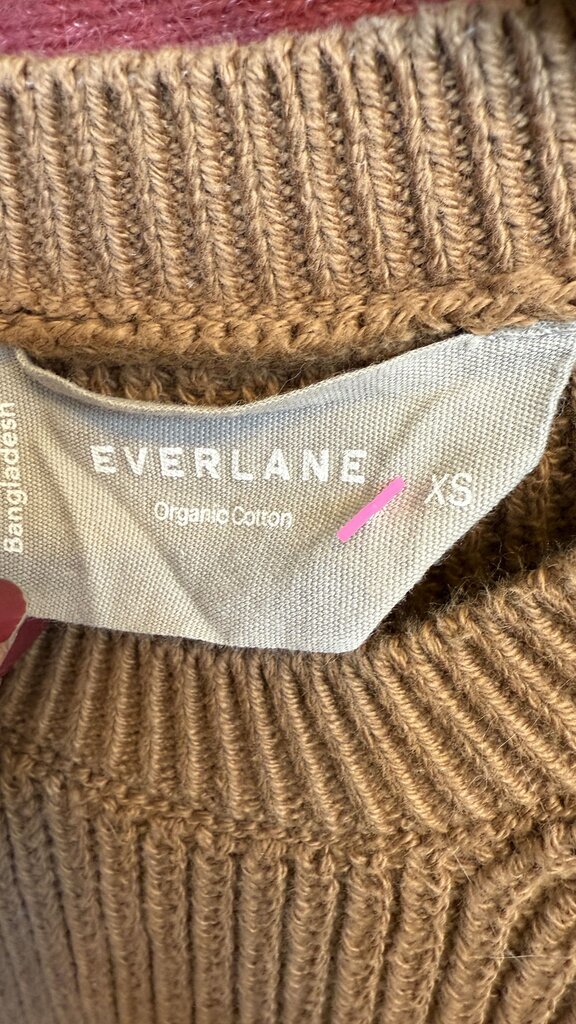 Bangladesh
EVERLANE
XS
Organic Cotton